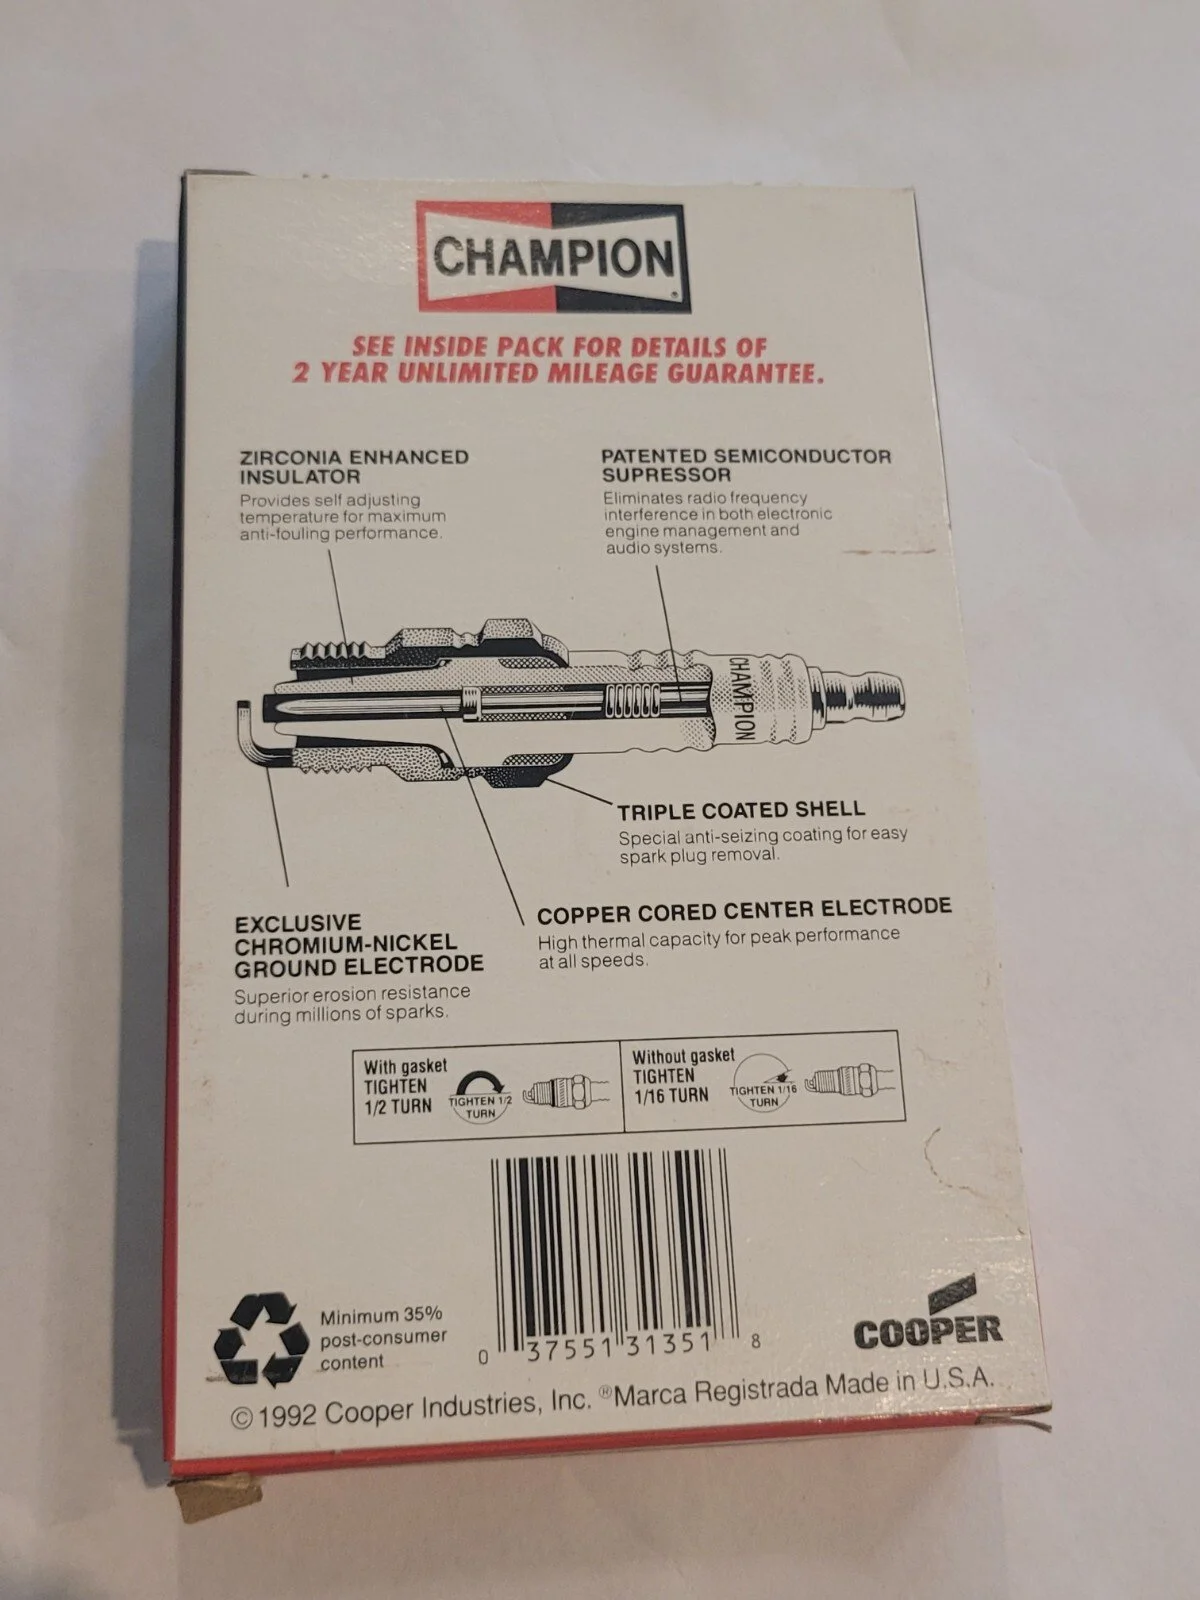 CHAMPION
®
SEE INSIDE PACK FOR DETAILS OF
2 YEAR UNLIMITED MILEAGE GUARANTEE.
ZIRCONIA ENHANCED
INSULATOR
Provides self adjusting
temperature for maximum
anti-fouling performance.
PATENTED SEMICONDUCTOR
SUPRESSOR
Eliminates radio frequency
interference in both electronic
engine management and
audio systems.
CHAMPION
TRIPLE COATED SHELL
Special anti-seizing coating for easy
spark plug removal.
EXCLUSIVE
CHROMIUM-NICKEL
GROUND ELECTRODE
Superior erosion resistance
during millions of sparks.
COPPER CORED CENTER ELECTRODE
High thermal capacity for peak performance
at all speeds.
With gasket
TIGHTEN
1/2 TURN
TIGHTEN 1/2
TURN
Without gasket
TIGHTEN
1/16 TURN
TIGHTEN 1/16
TURN
Minimum 35%
post-consumer
content
0 37551 31351 8
COOPER
© 1992 Cooper Industries, Inc. ®Marca Registrada Made in U.S.A.